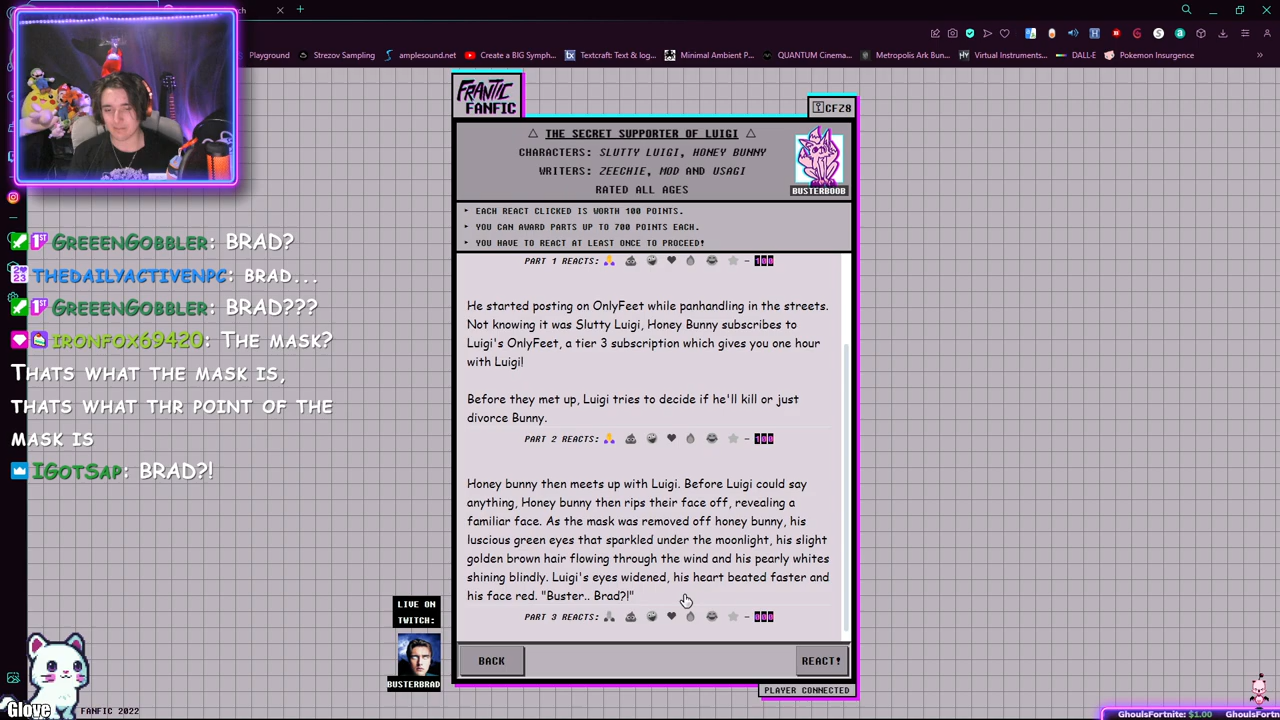 Playground
Strezov Sampling
amplesound.net
Create a BIG Symph...
Textcraft: Text & log...
Minimal Ambient P...
QUANTUM Cinema...
Metropolis Ark Bun...
Virtual Instruments...
DALL-E
Pokemon Insurgence
FRANTIC
FANFIC
CFZ8
△ THE SECRET SUPPORTER OF LUIGI △
CHARACTERS: SLUTTY LUIGI, HONEY BUNNY
WRITERS: ZEECHIE, MOD AND USAGI
RATED ALL AGES
BUSTERBOOB
➤ EACH REACT CLICKED IS WORTH 100 POINTS.
➤ YOU CAN AWARD PARTS UP TO 700 POINTS EACH.
➤ YOU HAVE TO REACT AT LEAST ONCE TO PROCEED!
PART 1 REACTS: – 100
He started posting on OnlyFeet while panhandling in the streets.
Not knowing it was Slutty Luigi, Honey Bunny subscribes to
Luigi's OnlyFeet, a tier 3 subscription which gives you one hour
with Luigi!
Before they met up, Luigi tries to decide if he'll kill or just
divorce Bunny.
PART 2 REACTS: – 100
Honey bunny then meets up with Luigi. Before Luigi could say
anything, Honey bunny then rips their face off, revealing a
familiar face. As the mask was removed off honey bunny, his
luscious green eyes that sparkled under the moonlight, his slight
golden brown hair flowing through the wind and his pearly whites
shining blindly. Luigi's eyes widened, his heart beated faster and
his face red. "Buster.. Brad?!"
PART 3 REACTS: – 000
BACK
REACT!
PLAYER CONNECTED
LIVE ON
TWITCH:
BUSTERBRAD
GreeenGobbler: BRAD?
TheDailyActiveNPC: Brad...
GreeenGobbler: BRAD???
ironfox69420: The mask?
Thats what the mask is,
thats what thr point of the
mask is
IGotSap: BRAD?!
Glove
FANFIC 2022
GhoulsFortnite: $1.00 GhoulsFort